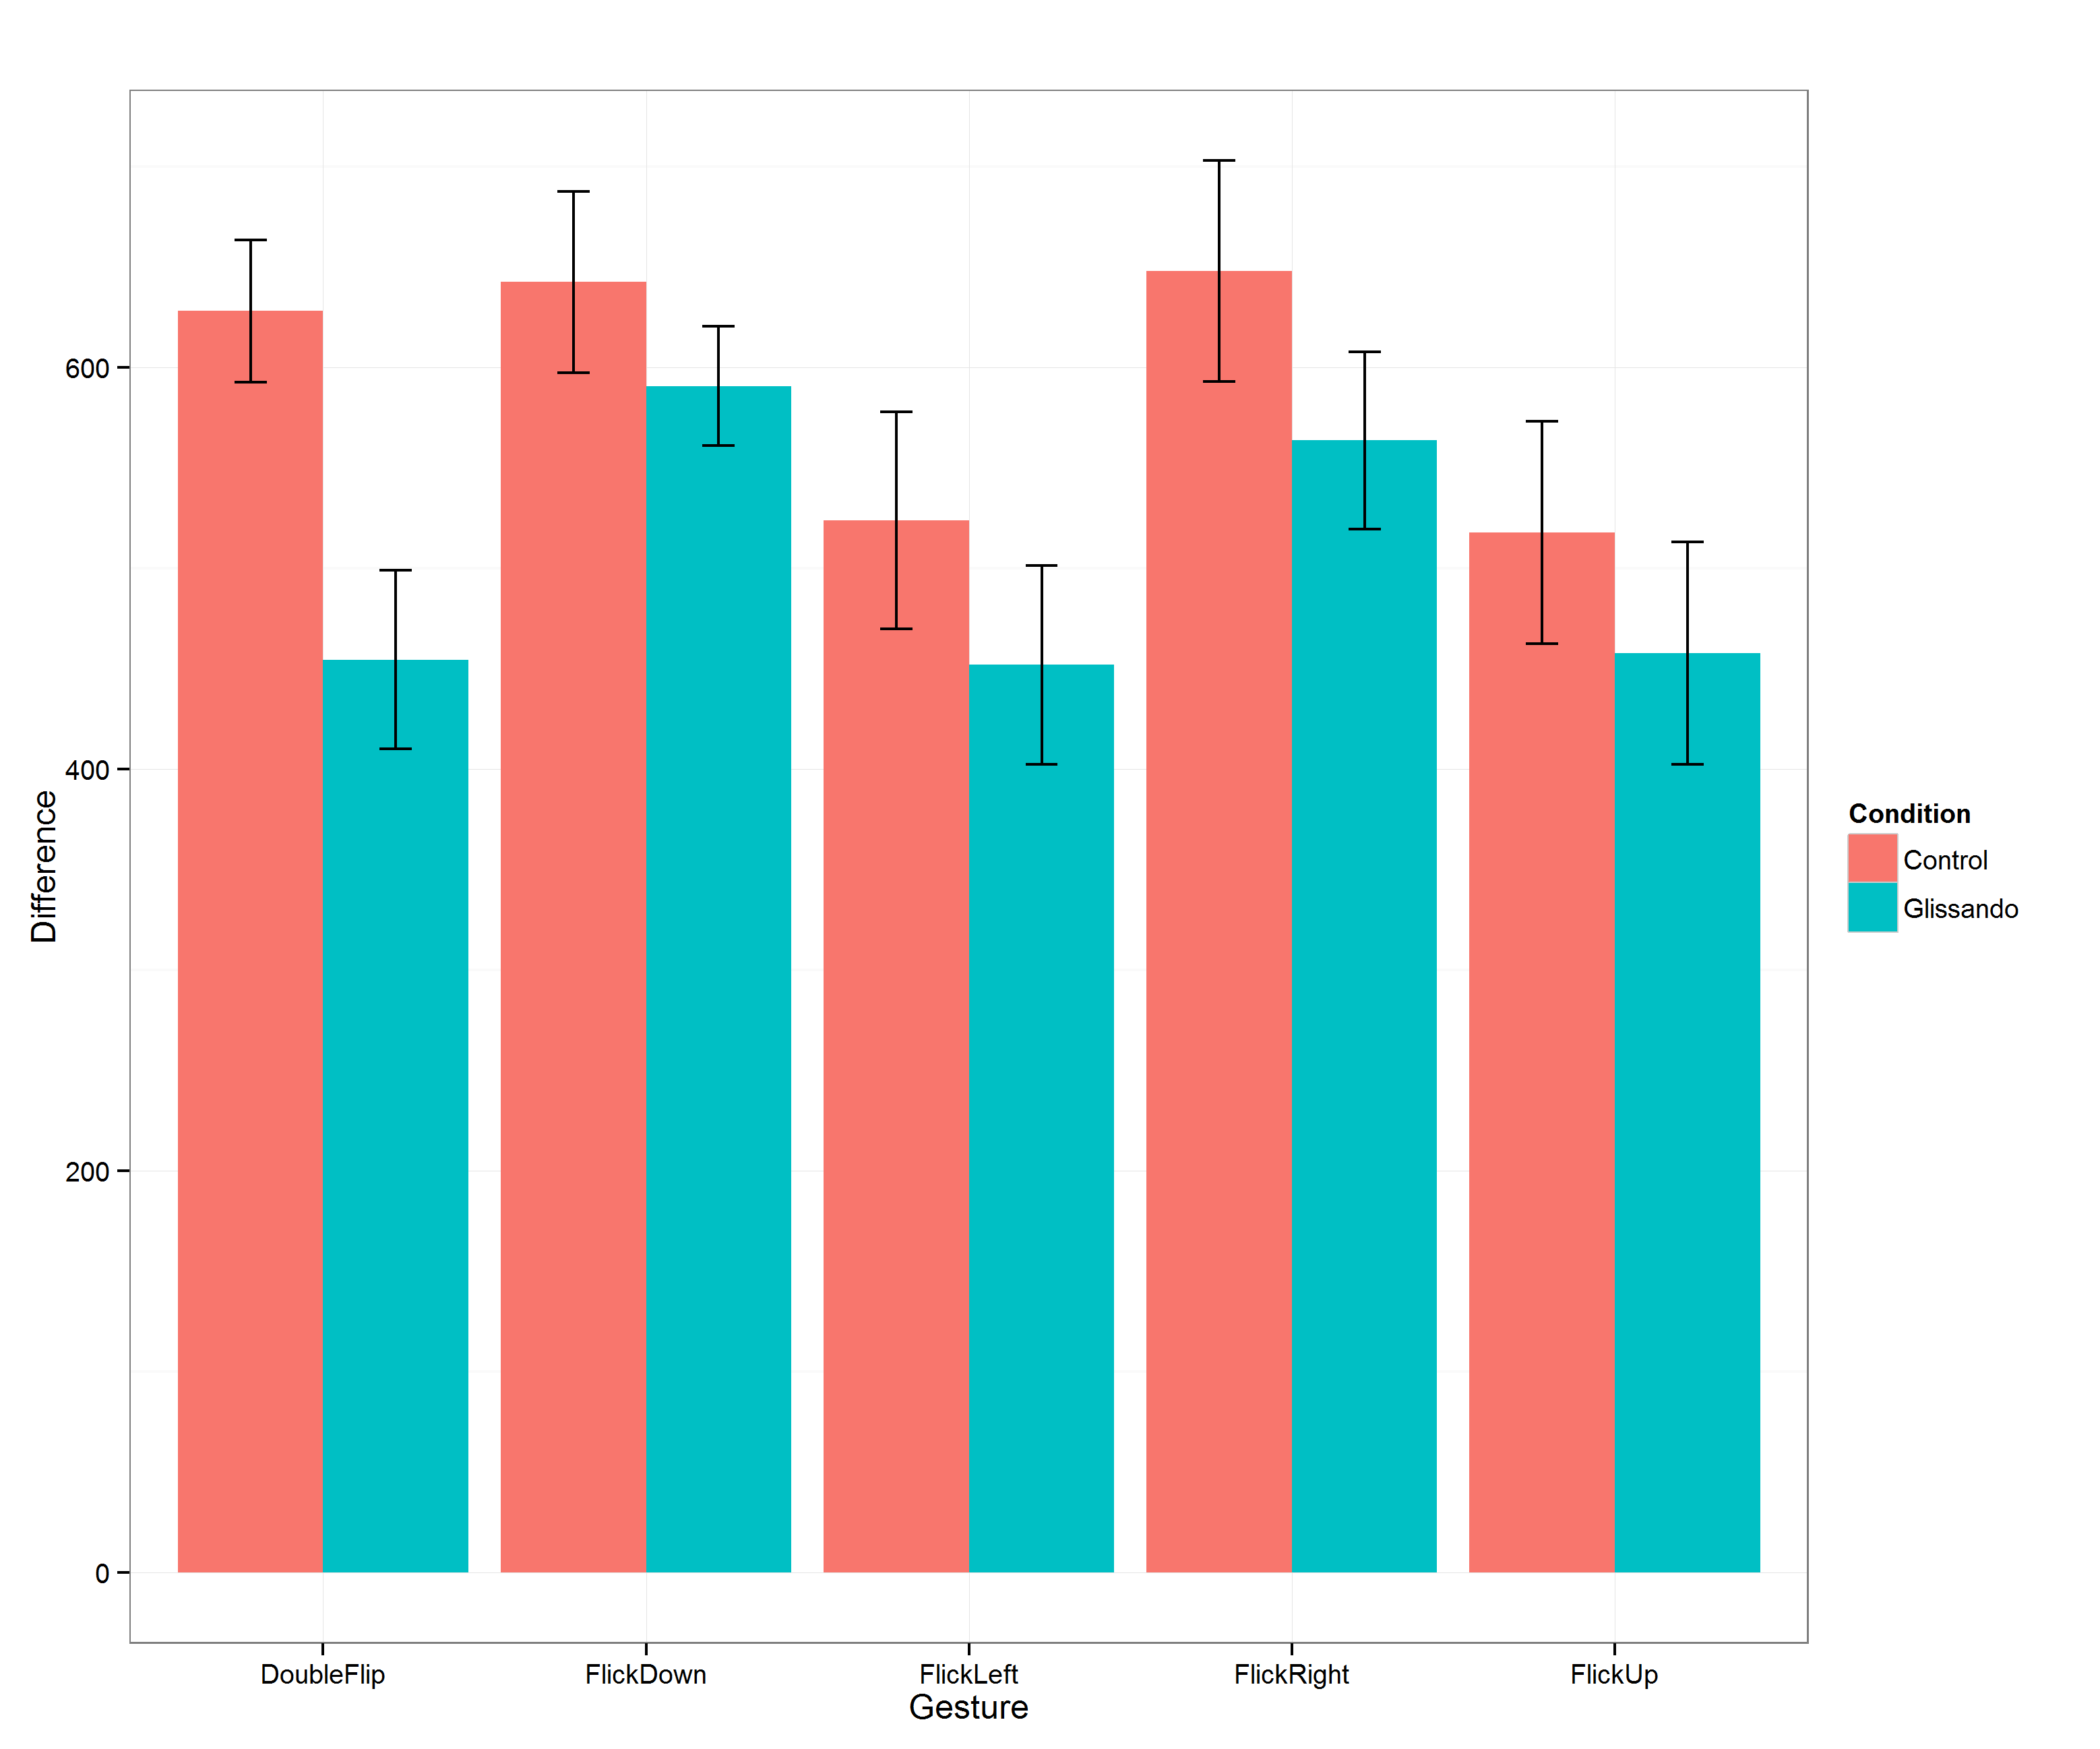 600
400
200
0
Difference
DoubleFlip
FlickDown
FlickLeft
FlickRight
FlickUp
Gesture
Condition
Control
Glissando